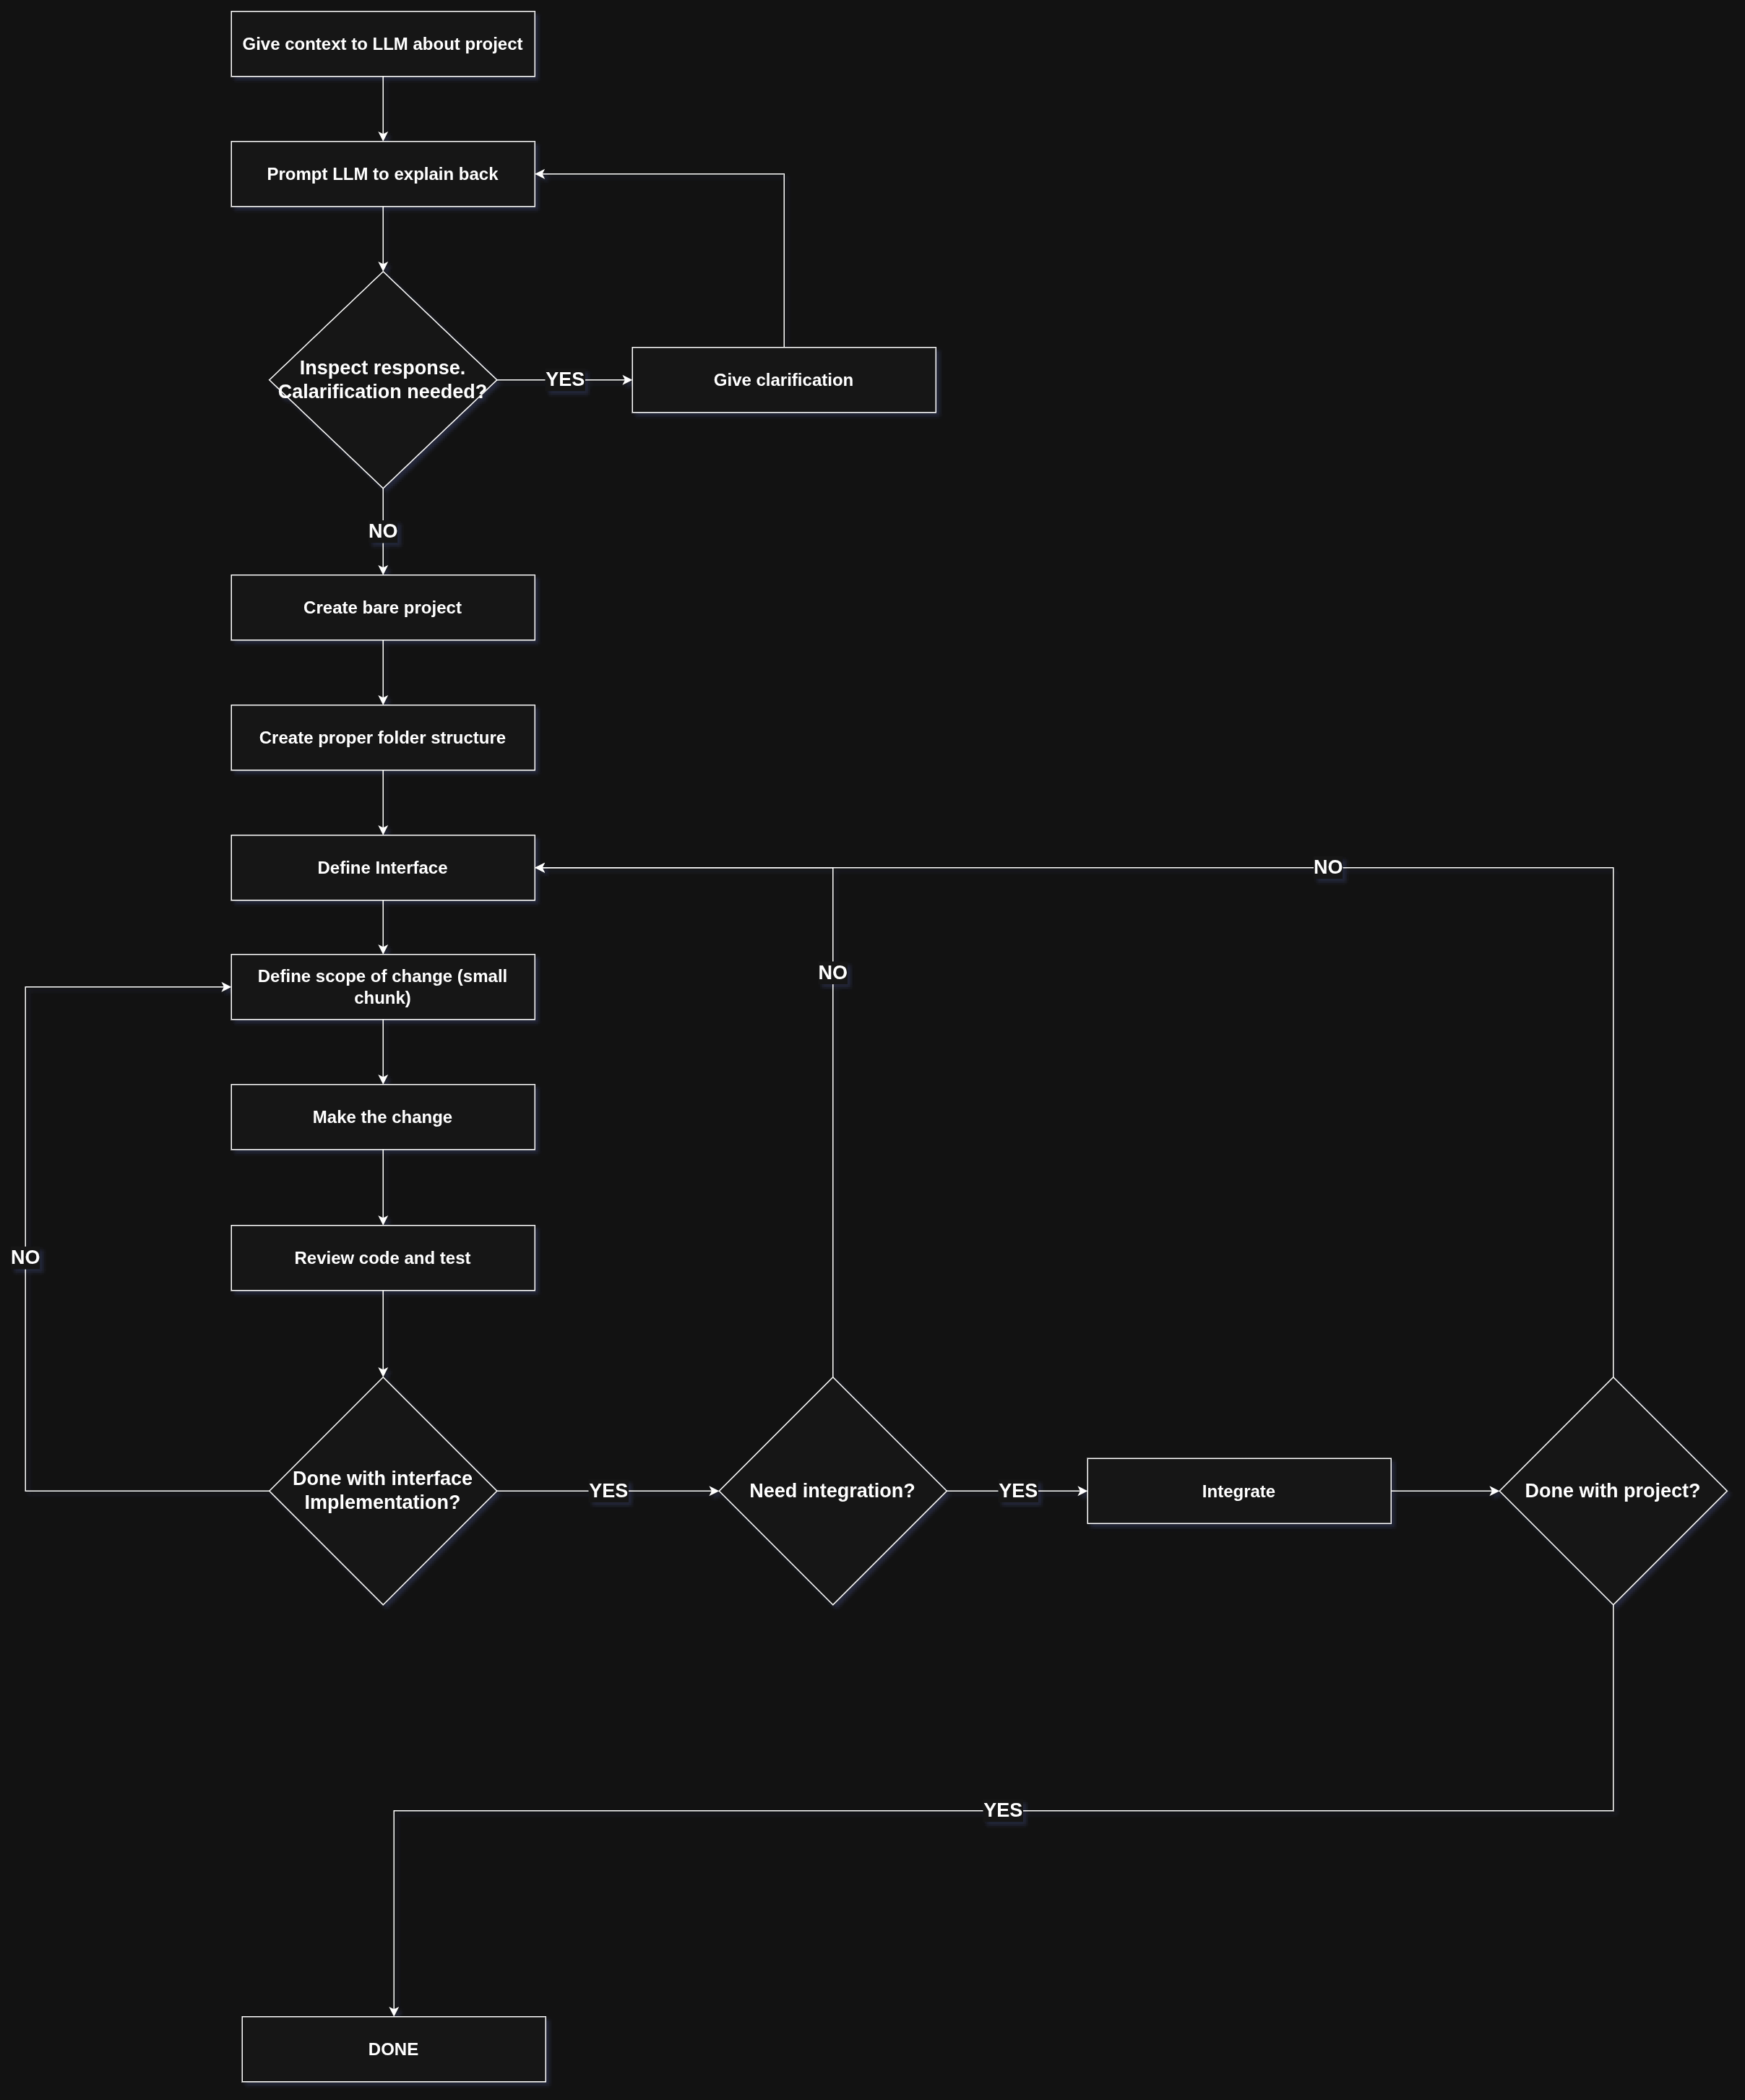 Give context to LLM about project
Prompt LLM to explain back
Inspect response.
Calarification needed?
YES
Give clarification
NO
Create bare project
Create proper folder structure
Define Interface
NO
NO
Define scope of change (small
chunk)
Make the change
Review code and test
NO
Done with interface
Implementation?
YES
Need integration?
YES
Integrate
Done with project?
YES
DONE